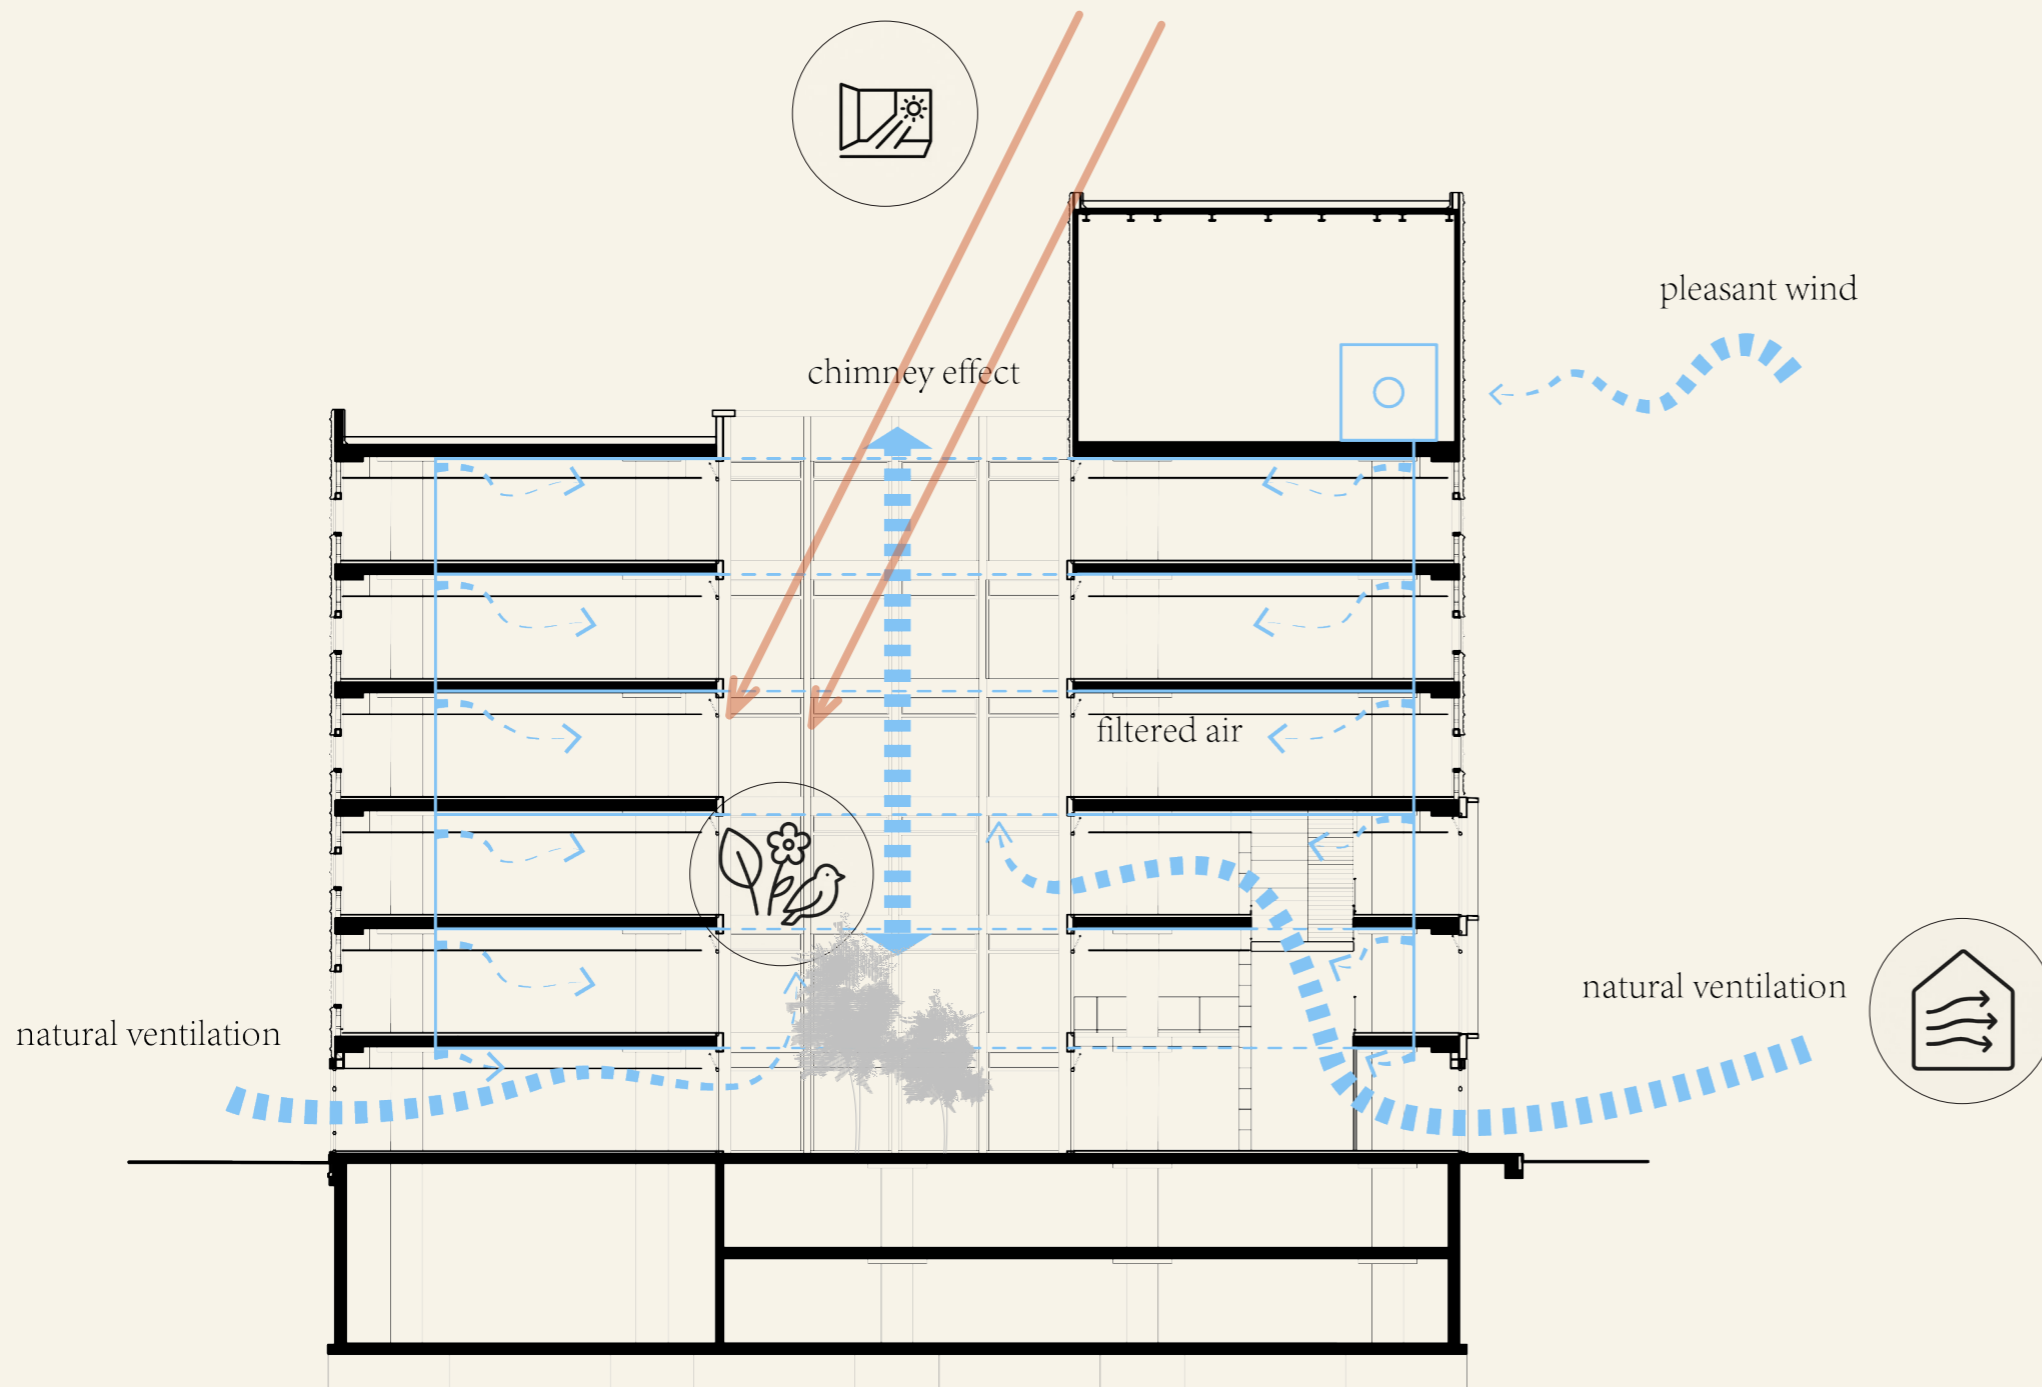 pleasant wind
chimney effect
filtered air
natural ventilation
natural ventilation